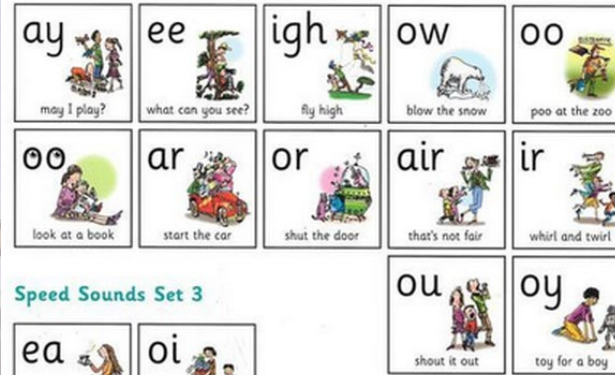 ay ee igh ow oo
may I play? what can you see? fly high blow the snow poo at the zoo
oo ar or air ir
look at a book start the car shut the door that's not fair whirl and twirl
ou oy
shout it out toy for a boy
Speed Sounds Set 3
ea oi